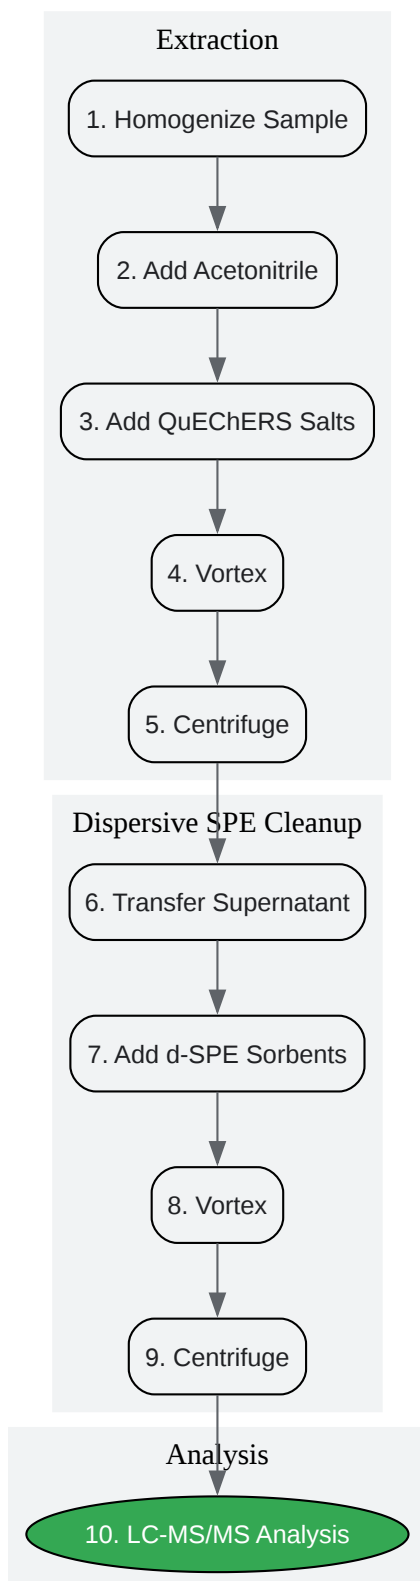 Extraction
1. Homogenize Sample
2. Add Acetonitrile
3. Add QuEChERS Salts
4. Vortex
5. Centrifuge
Dispersive SPE Cleanup
6. Transfer Supernatant
7. Add d-SPE Sorbents
8. Vortex
9. Centrifuge
Analysis
10. LC-MS/MS Analysis